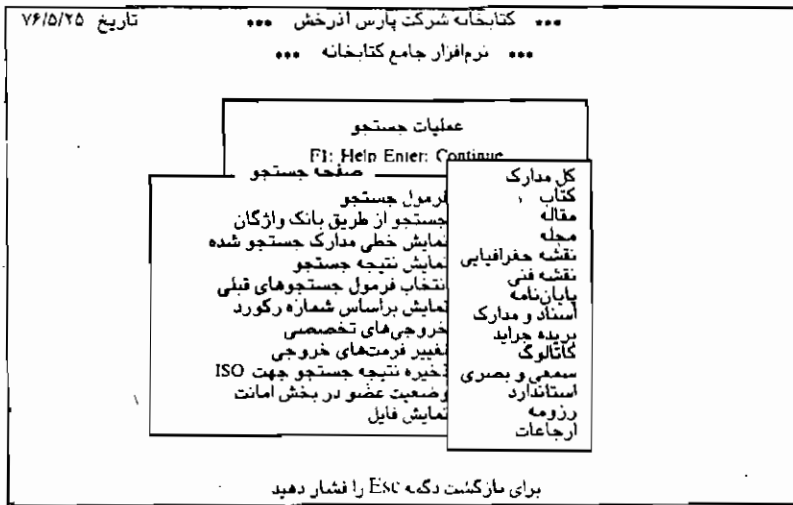 ••• کتابخانه شرکت پارس آذرخش ••• تاریخ ۷۶/۵/۲۵
••• نرم‌افزار جامع کتابخانه •••
عملیات جستجو
F1: Help Enter: Continue
کل مدارک
کتاب
مقاله
مجله
نقشه جغرافیایی
نقشه فنی
پایان‌نامه
اسناد و مدارک
بریده جراید
کاتالوگ
سمعی و بصری
استاندارد
رزومه
ارجاعات
صفحه جستجو
فرمول جستجو
جستجو از طریق بانک واژگان
نمایش خطی مدارک جستجو شده
نمایش نتیجه جستجو
انتخاب فرمول جستجوهای قبلی
نمایش براساس شماره رکورد
خروجی‌های تخصصی
تغییر فرمت‌های خروجی
ذخیره نتیجه جستجو جهت ISO
وضعیت عضو در بخش امانت
نمایش فایل
برای بازگشت دگمه Esc را فشار دهید